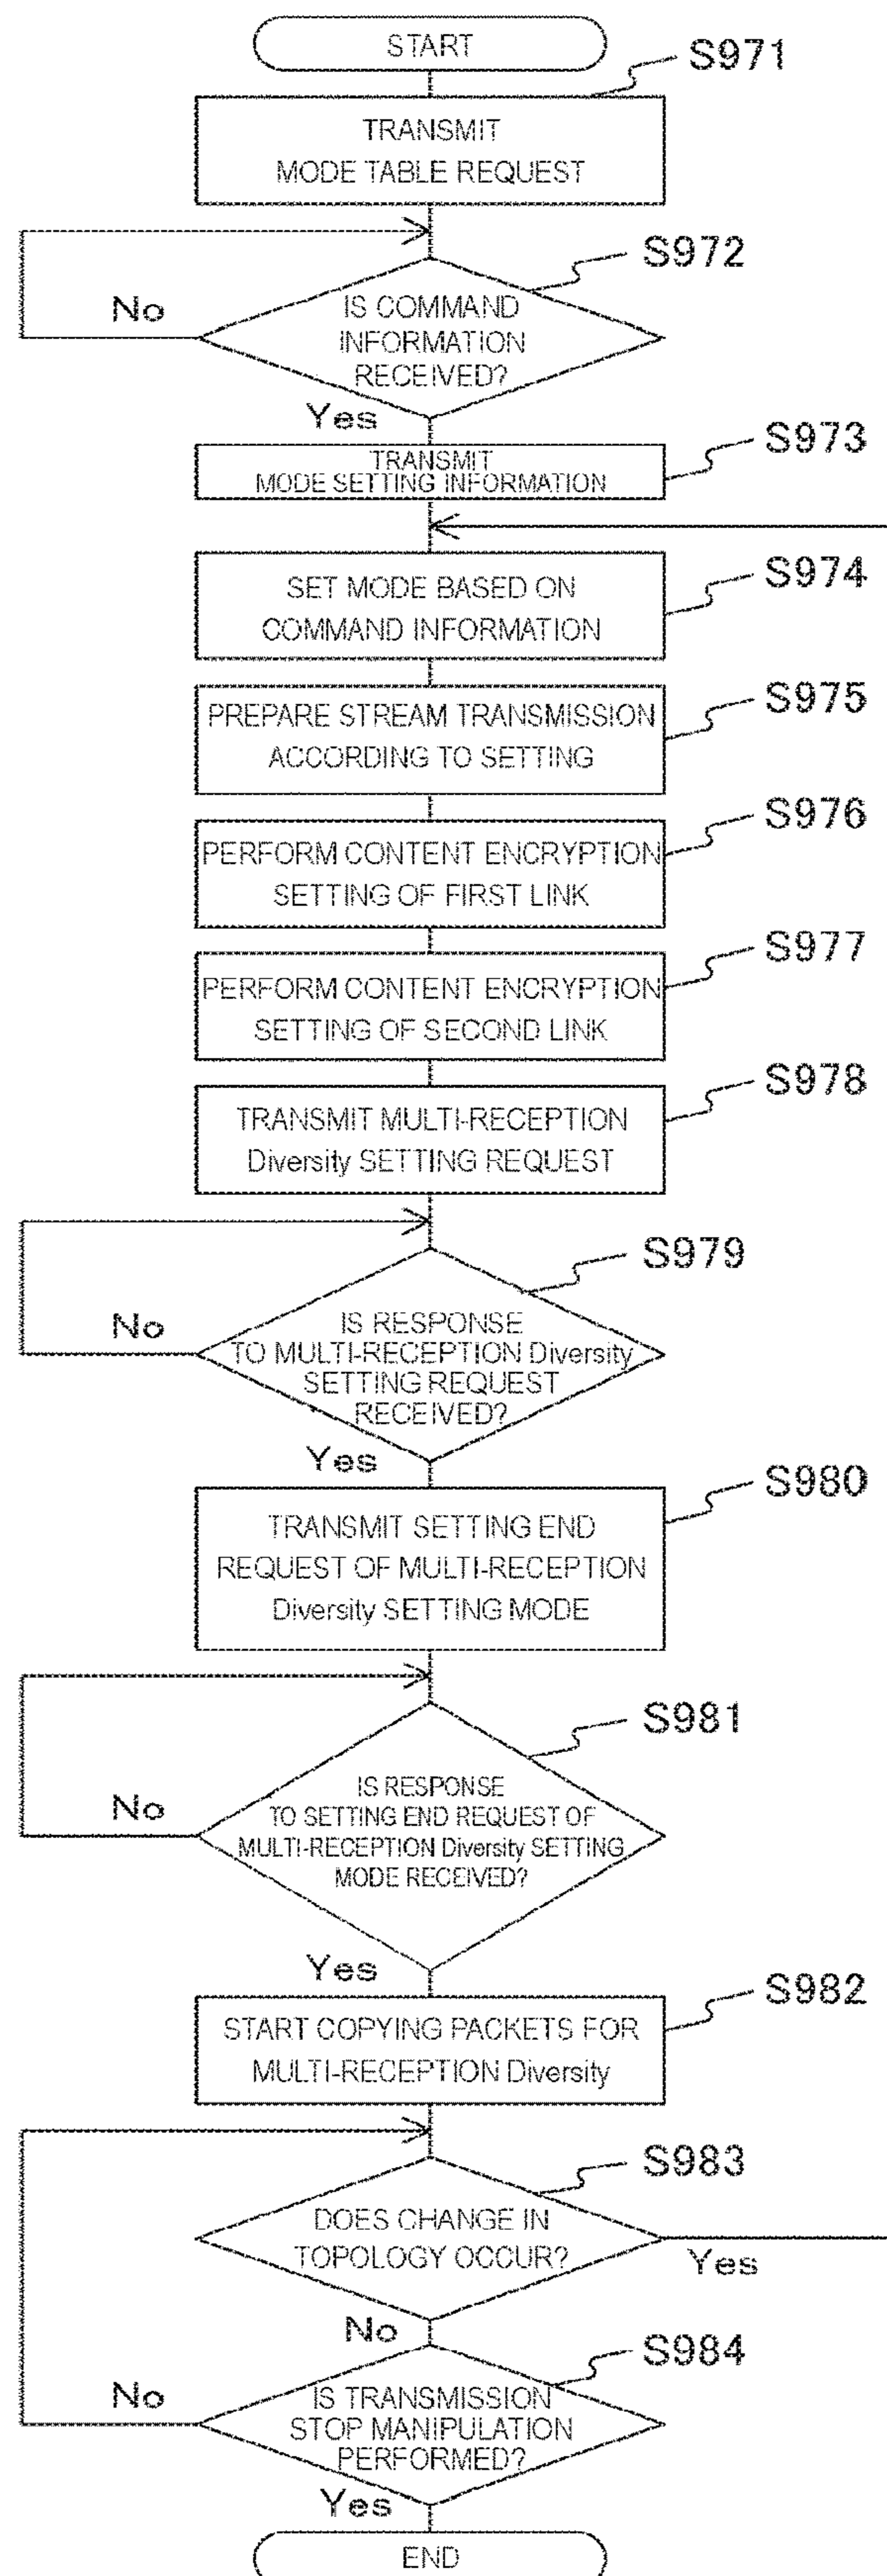 START
S971
TRANSMIT
MODE TABLE REQUEST
S972
IS COMMAND
INFORMATION
RECEIVED?
No
Yes
S973
TRANSMIT
MODE SETTING INFORMATION
S974
SET MODE BASED ON
COMMAND INFORMATION
S975
PREPARE STREAM TRANSMISSION
ACCORDING TO SETTING
S976
PERFORM CONTENT ENCRYPTION
SETTING OF FIRST LINK
S977
PERFORM CONTENT ENCRYPTION
SETTING OF SECOND LINK
S978
TRANSMIT MULTI-RECEPTION
Diversity SETTING REQUEST
S979
No
IS RESPONSE
TO MULTI-RECEPTION Diversity
SETTING REQUEST
RECEIVED?
Yes
S980
TRANSMIT SETTING END
REQUEST OF MULTI-RECEPTION
Diversity SETTING MODE
S981
No
IS RESPONSE
TO SETTING END REQUEST OF
MULTI-RECEPTION Diversity SETTING
MODE RECEIVED?
Yes
S982
START COPYING PACKETS FOR
MULTI-RECEPTION Diversity
S983
DOES CHANGE IN
TOPOLOGY OCCUR?
Yes
No
S984
No
IS TRANSMISSION
STOP MANIPULATION
PERFORMED?
Yes
END